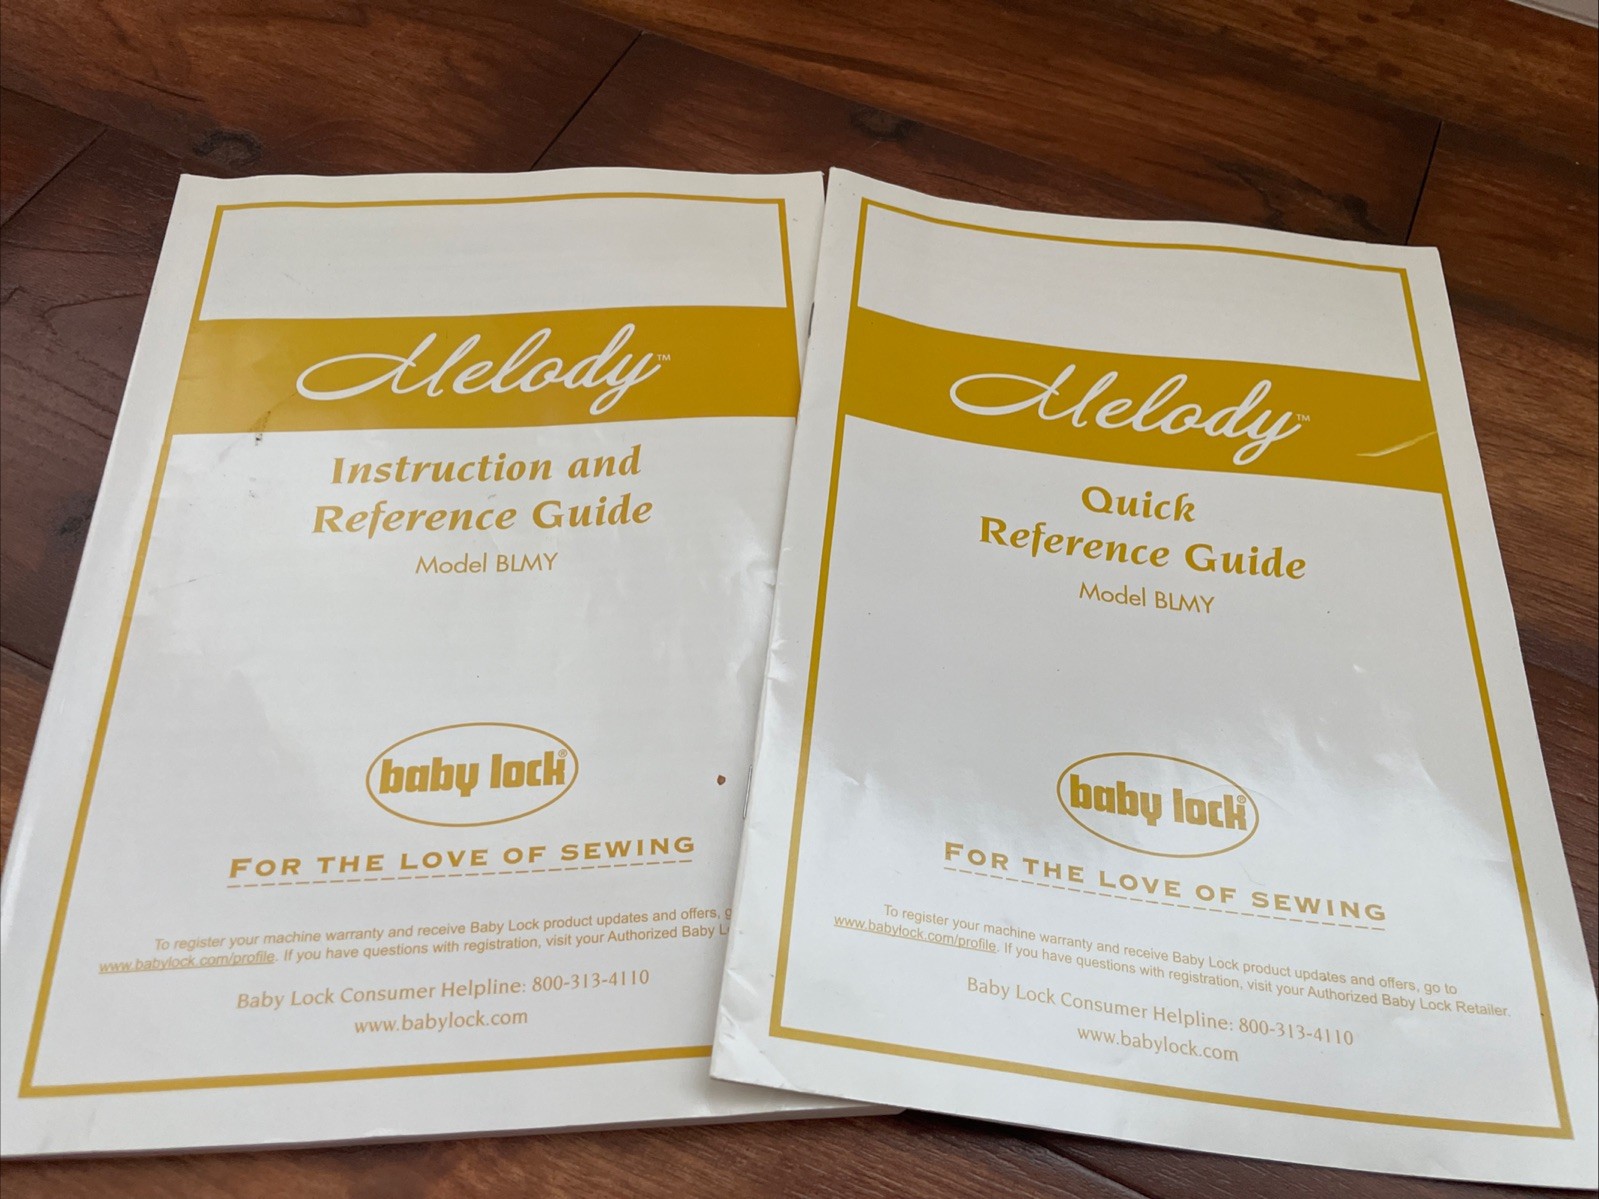 Melody™
Instruction and
Reference Guide
Model BLMY
baby lock®
FOR THE LOVE OF SEWING
To register your machine warranty and receive Baby Lock product updates and offers,
www.babylock.com/profile. If you have questions with registration, visit your Authorized Baby
Baby Lock Consumer Helpline: 800-313-4110
www.babylock.com
Melody™
Quick
Reference Guide
Model BLMY
baby lock®
FOR THE LOVE OF SEWING
To register your machine warranty and receive Baby Lock product updates and offers, go to
www.babylock.com/profile. If you have questions with registration, visit your Authorized Baby Lock Retailer.
Baby Lock Consumer Helpline: 800-313-4110
www.babylock.com